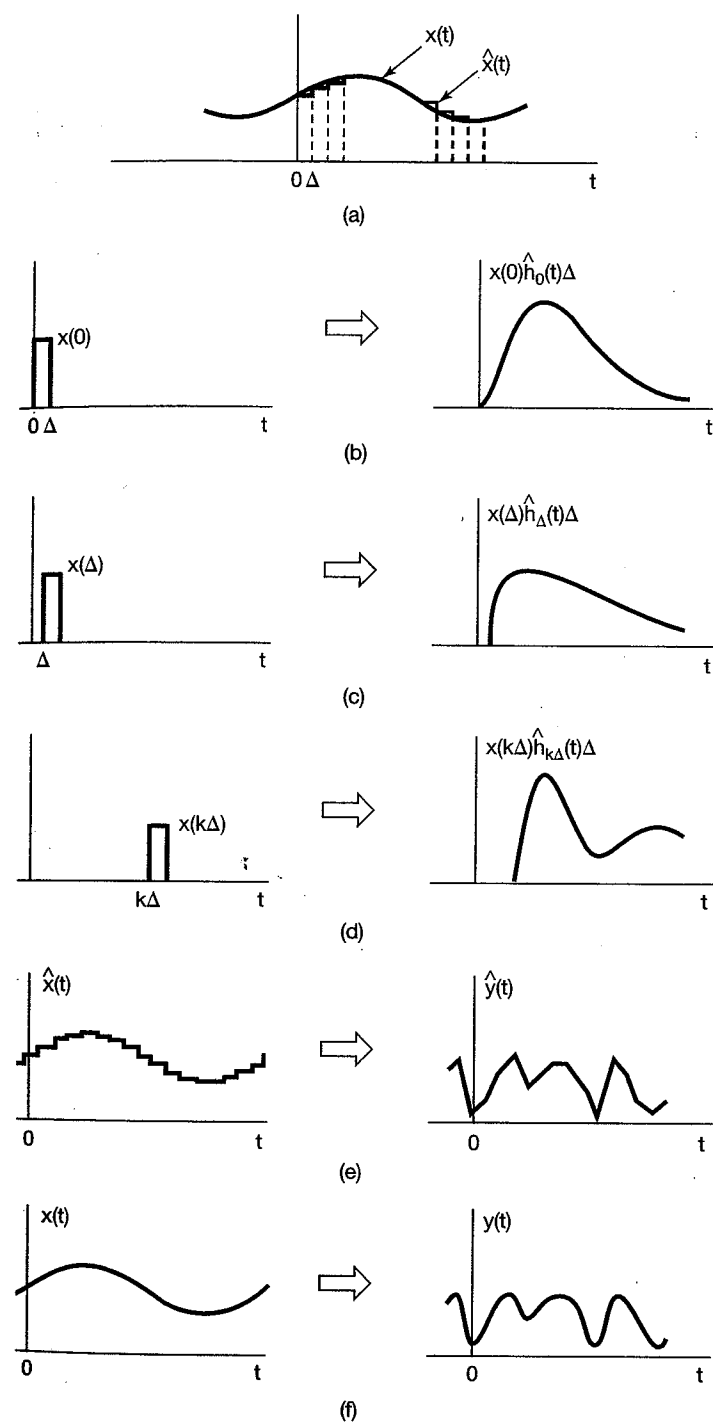 x(t)
x̂(t)
0 Δ t
(a)
x(0)
0 Δ t
x(0)ĥ₀(t)Δ
t
(b)
x(Δ)
Δ t
x(Δ)ĥ_Δ(t)Δ
t
(c)
x(kΔ)
kΔ t
x(kΔ)ĥ_kΔ(t)Δ
t
(d)
x̂(t)
0 t
ŷ(t)
0 t
(e)
x(t)
0 t
y(t)
0 t
(f)